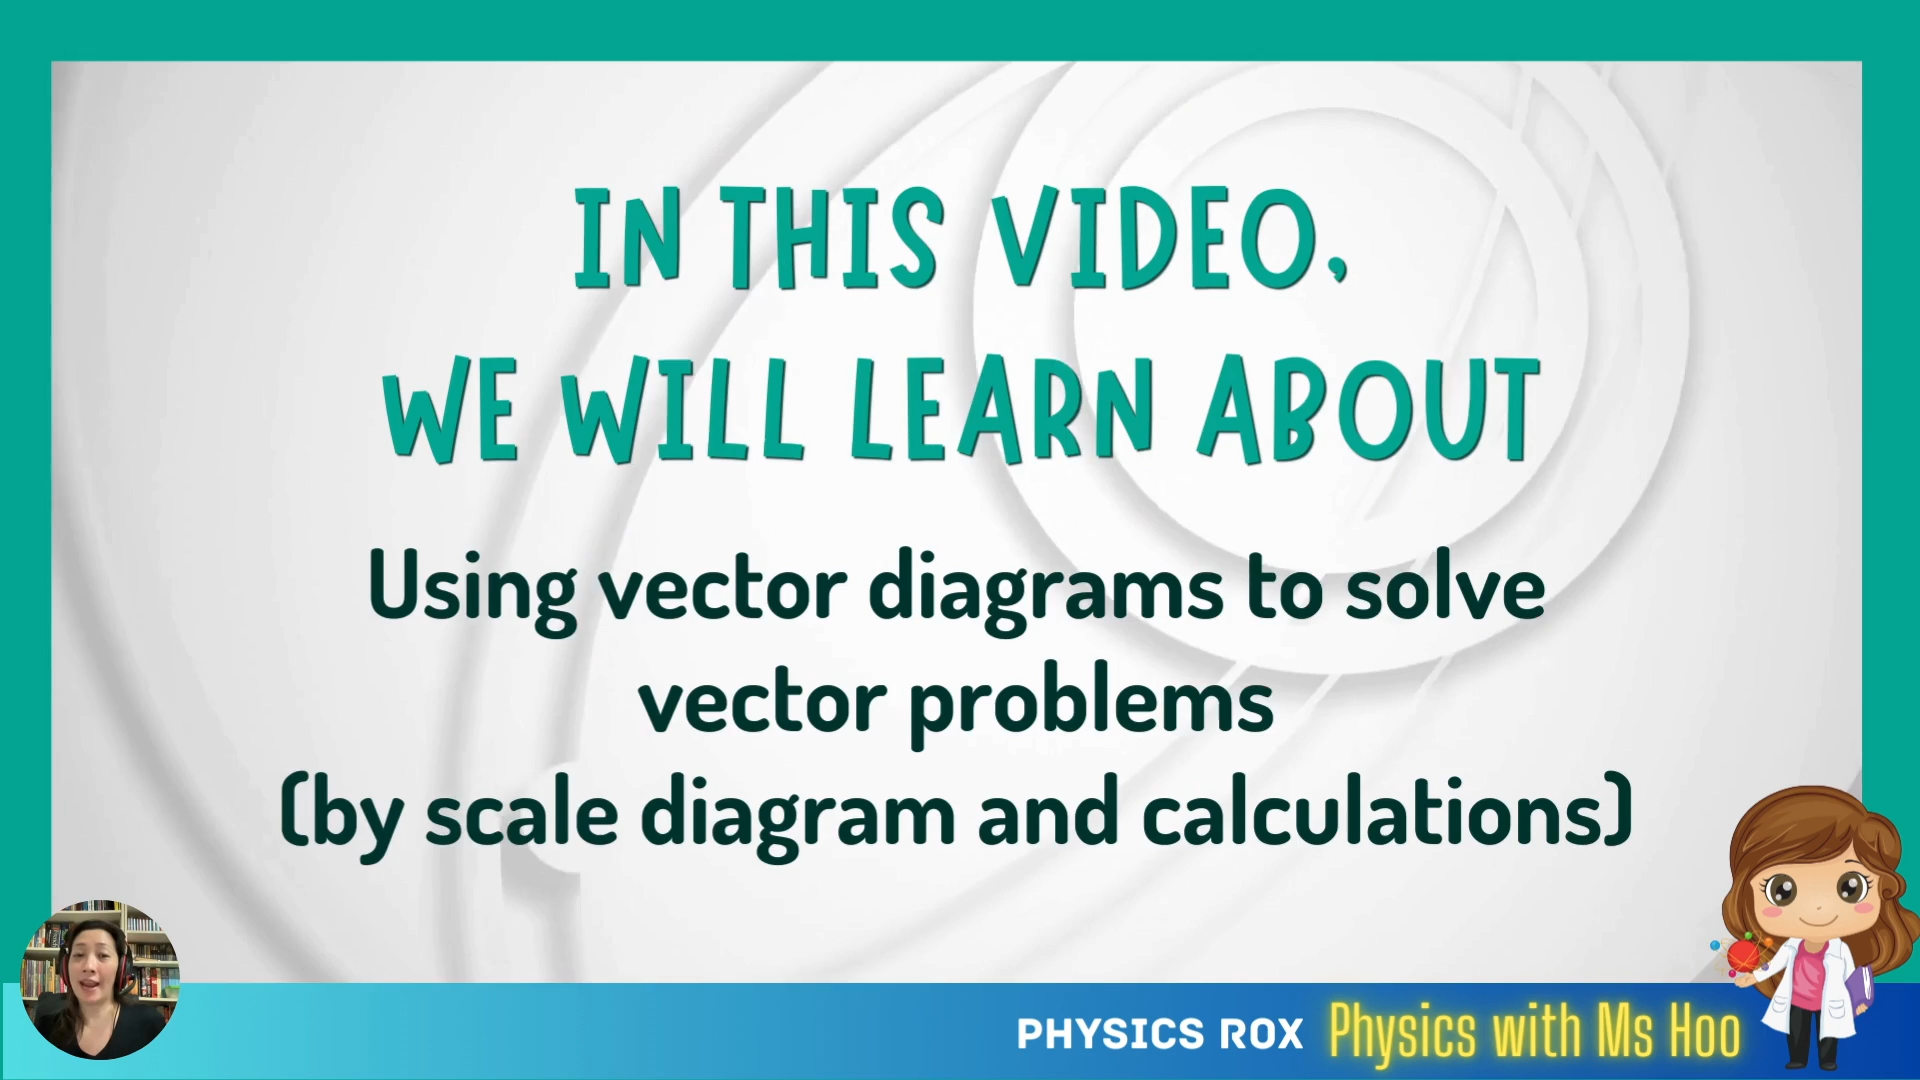 IN THIS VIDEO,
WE WILL LEARN ABOUT
Using vector diagrams to solve
vector problems
(by scale diagram and calculations)
PHYSICS ROX Physics with Ms Hoo